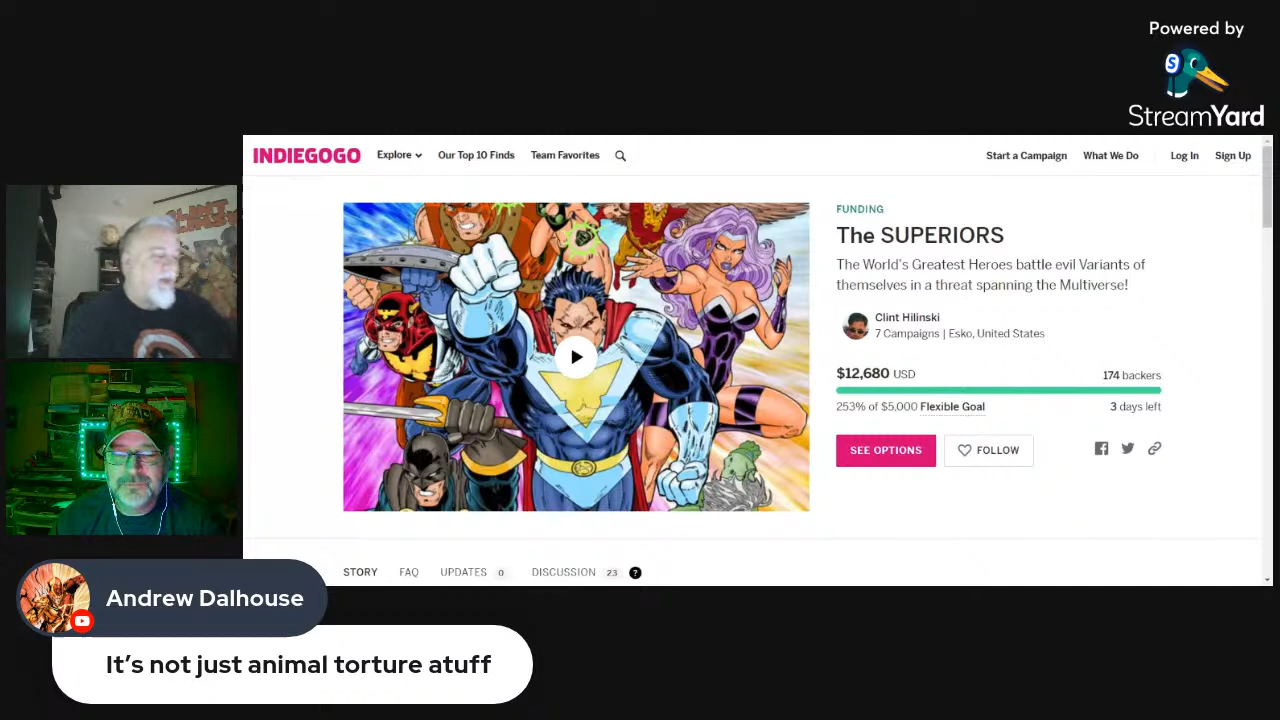 Powered by
StreamYard
INDIEGOGO Explore Our Top 10 Finds Team Favorites Start a Campaign What We Do Log In Sign Up
FUNDING
The SUPERIORS
The World's Greatest Heroes battle evil Variants of
themselves in a threat spanning the Multiverse!
Clint Hilinski
7 Campaigns | Esko, United States
$12,680 USD 174 backers
253% of $5,000 Flexible Goal 3 days left
SEE OPTIONS FOLLOW
STORY FAQ UPDATES 0 DISCUSSION 23 ?
Andrew Dalhouse
It's not just animal torture atuff